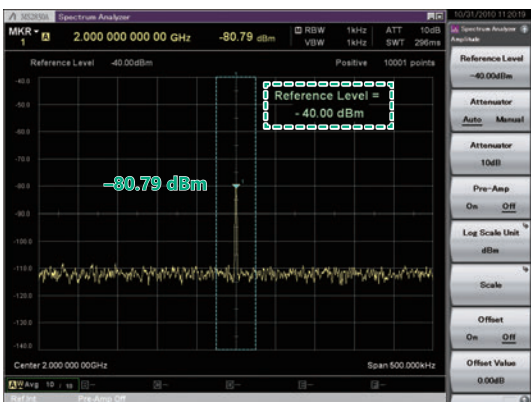 MS2850A Spectrum Analyzer
10/31/2010 11:20:19
MKR 1 2.000 000 000 00 GHz -80.79 dBm
RBW 1kHz ATT 10dB
VBW 1kHz SWT 296ms
Spectrum Analyzer
Amplitude
Reference Level -40.00dBm Positive 10001 points
Reference Level =
- 40.00 dBm
–80.79 dBm
1
-40.0
-50.0
-60.0
-70.0
-80.0
-90.0
-100.0
-110.0
-120.0
-130.0
-140.0
Center 2.000 000 00GHz Span 500.000kHz
A W Avg 10 / 10
Ref.Int Pre-Amp Off
Reference Level
-40.00dBm
Attenuator
Auto Manual
Attenuator
10dB
Pre-Amp
On Off
Log Scale Unit
dBm
Scale
Offset
On Off
Offset Value
0.00dB